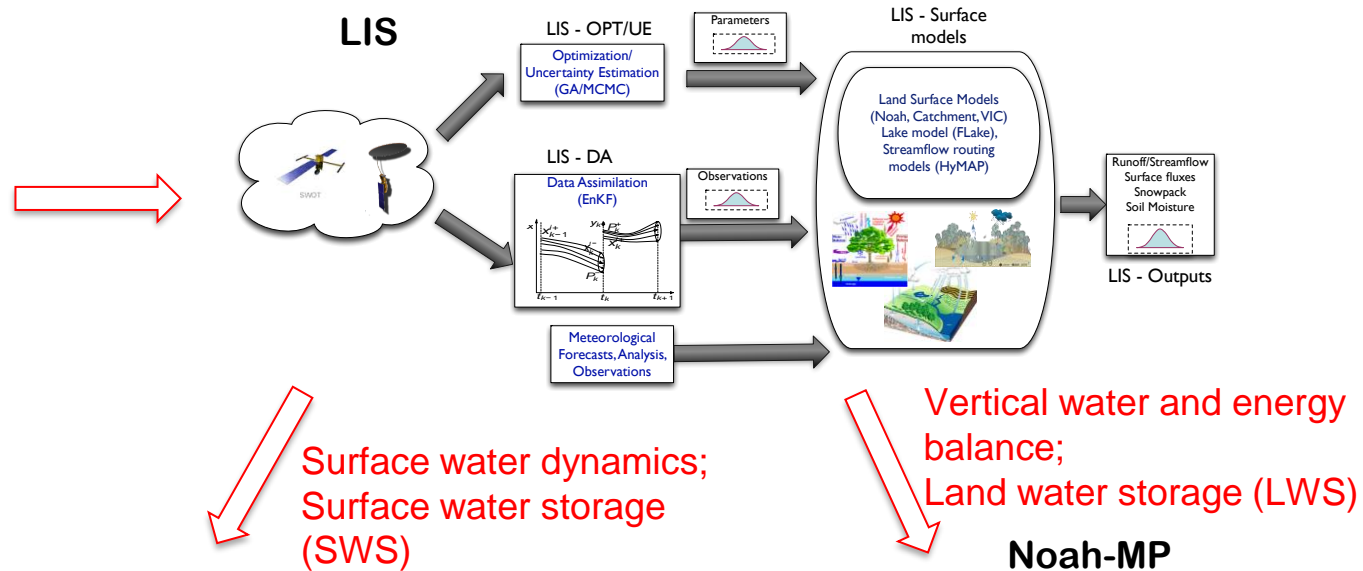 LIS
LIS - OPT/UE
Optimization/
Uncertainty Estimation
(GA/MCMC)
Parameters
LIS - Surface
models
Land Surface Models
(Noah, Catchment, VIC)
Lake model (FLake),
Streamflow routing
models (HyMAP)
SWOT
LIS - DA
Data Assimilation
(EnKF)
Observations
Runoff/Streamflow
Surface fluxes
Snowpack
Soil Moisture
LIS - Outputs
Meteorological
Forecasts, Analysis,
Observations
Surface water dynamics;
Surface water storage
(SWS)
Vertical water and energy
balance;
Land water storage (LWS)
Noah-MP